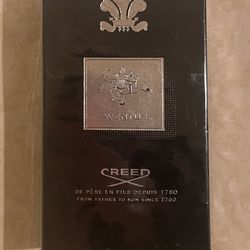 AVENTUS
CREED
DE PÈRE EN FILS DEPUIS 1760
FROM FATHER TO SON SINCE 1760